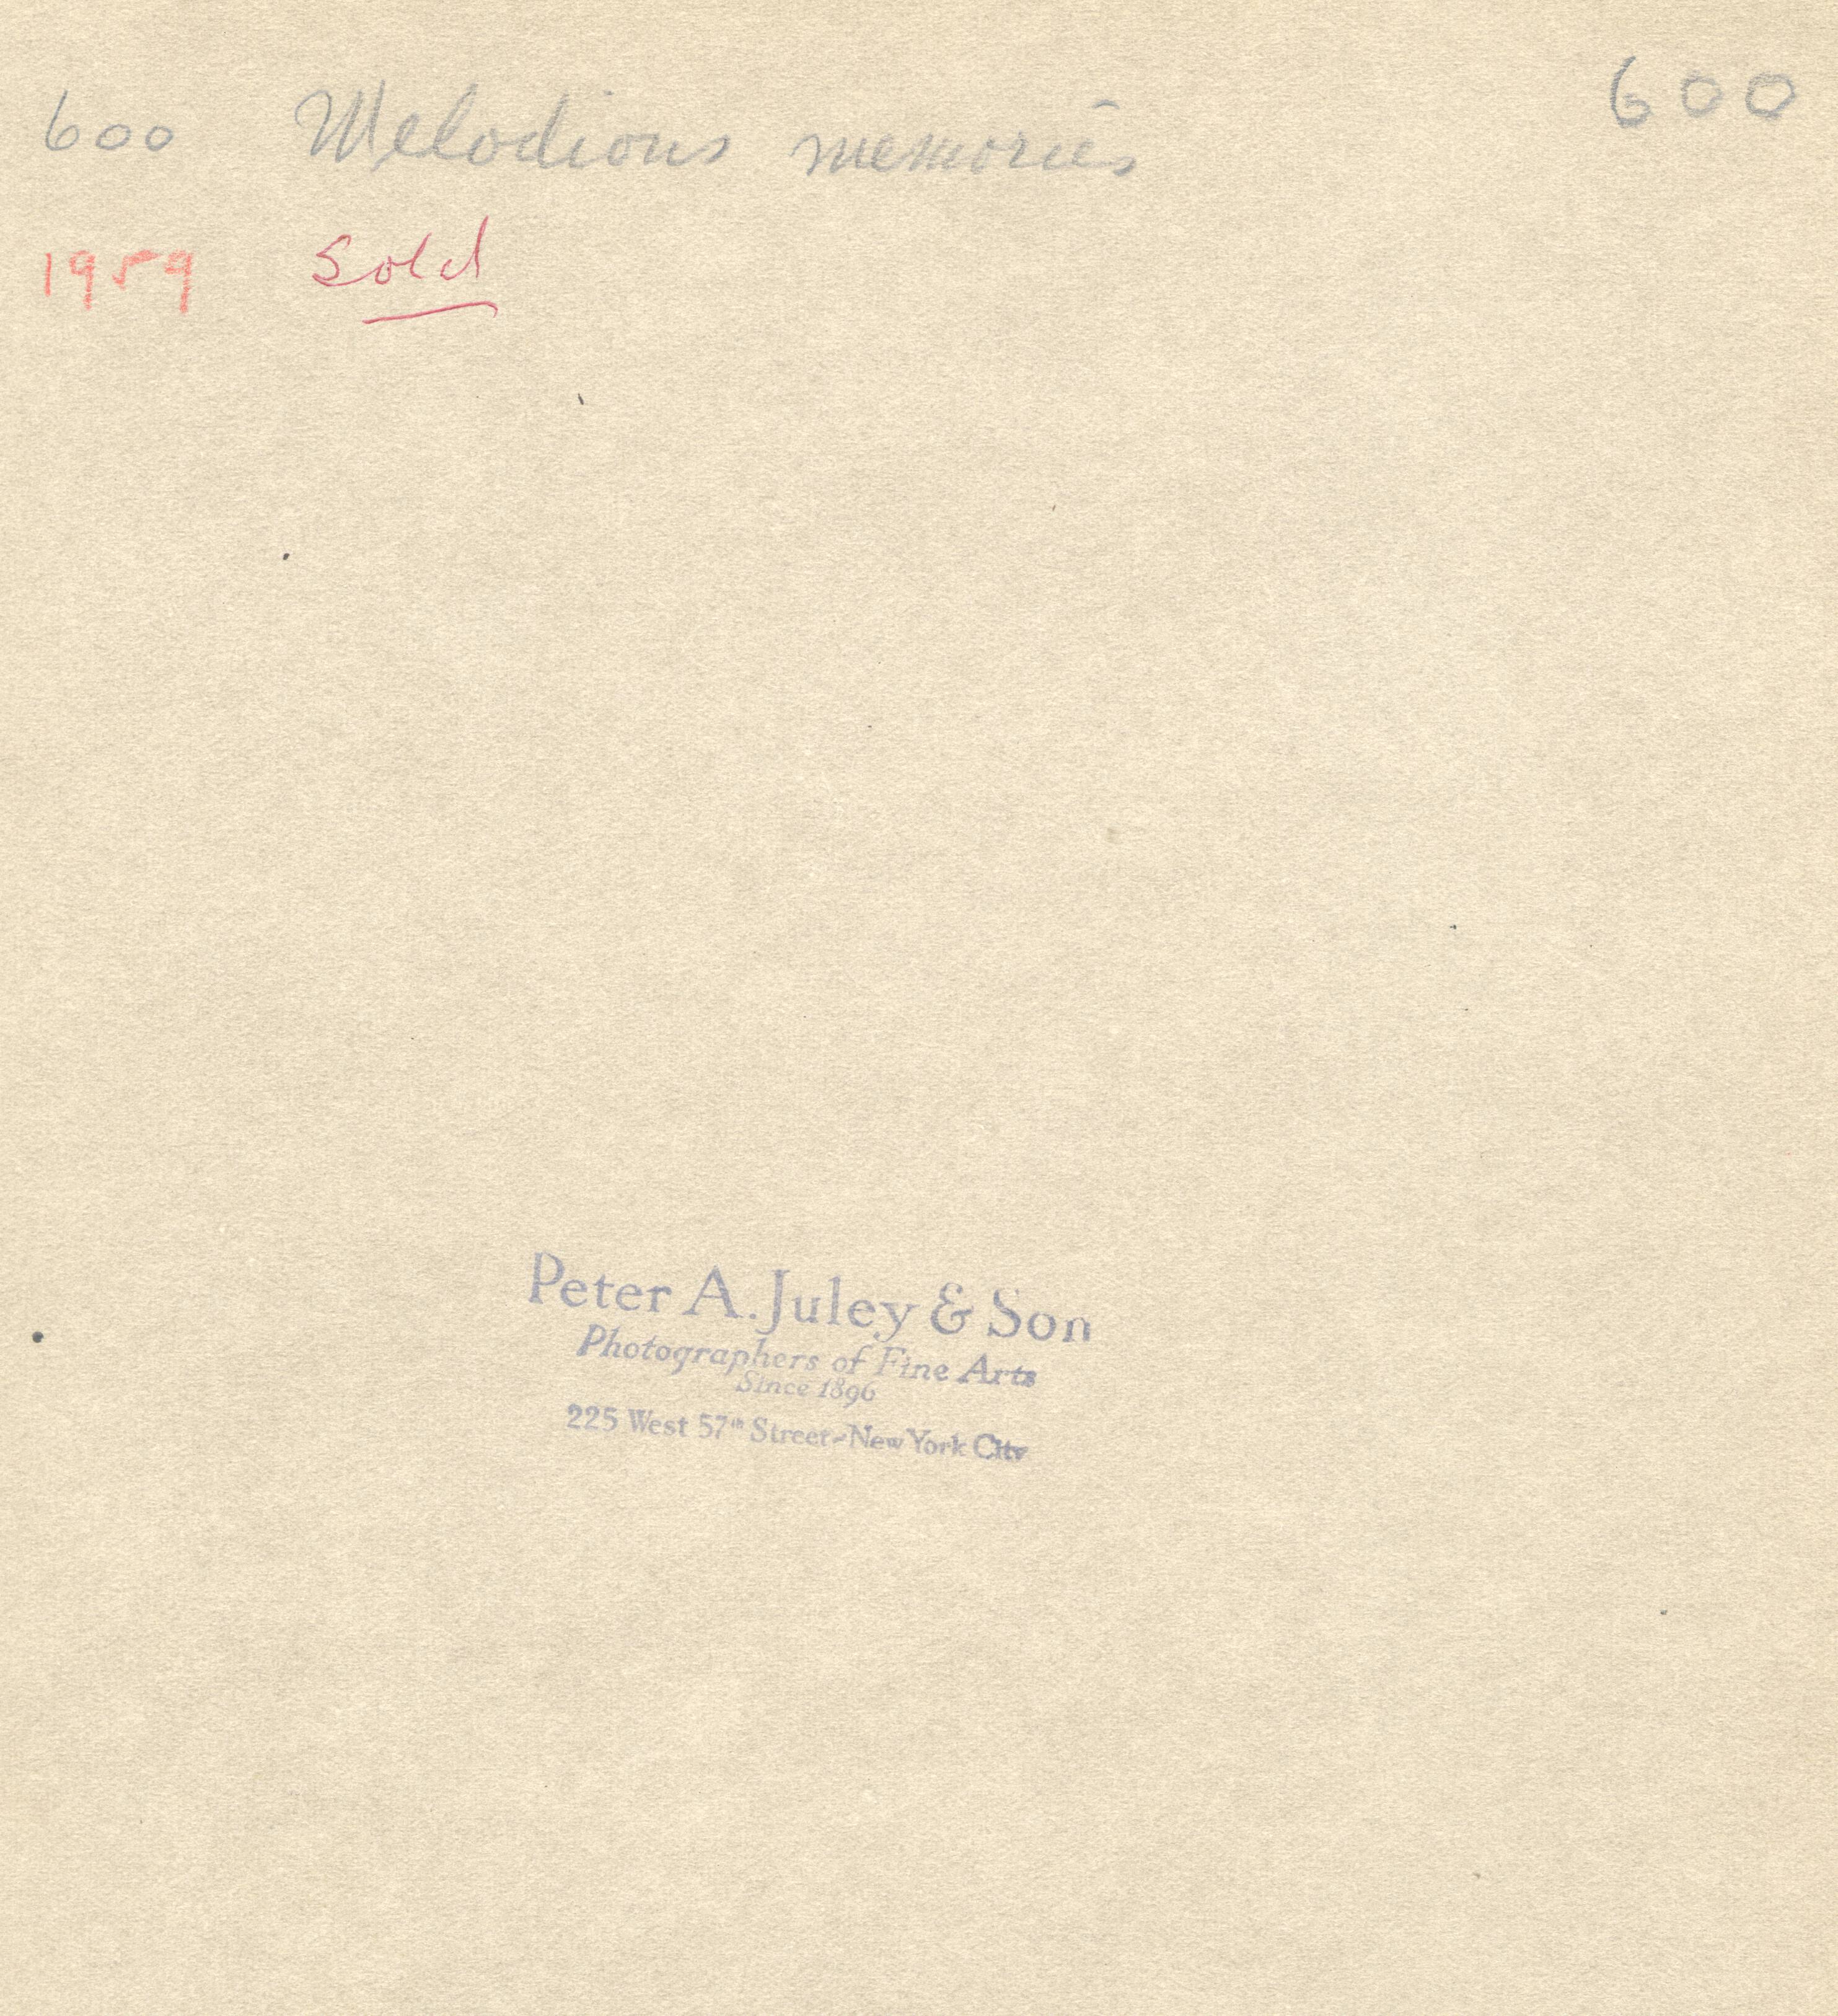 600 Melodious memories 600
1959 Sold
Peter A. Juley & Son
Photographers of Fine Arts
Since 1896
225 West 57th Street-New York City